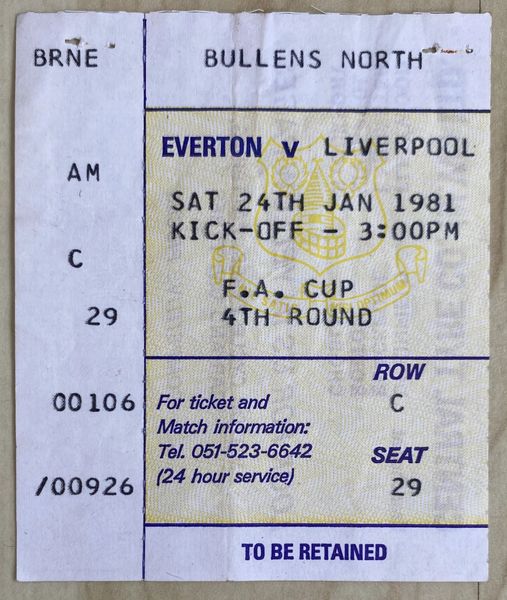 BRNE
AM
C
29
00106
/00926
BULLENS NORTH
EVERTON v LIVERPOOL
SAT 24TH JAN 1981
KICK-OFF - 3:00PM
F.A. CUP
4TH ROUND
For ticket and
Match information:
Tel. 051-523-6642
(24 hour service)
ROW
C
SEAT
29
TO BE RETAINED